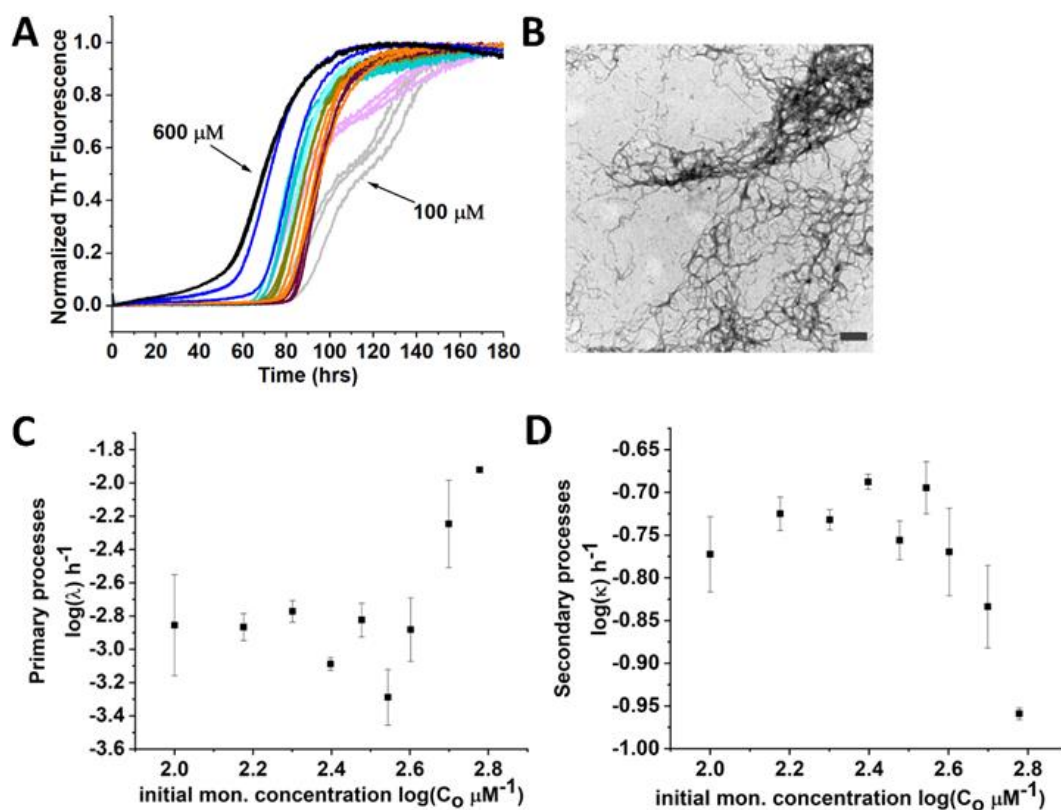 A
Normalized ThT Fluorescence
1.0
0.8
0.6
0.4
0.2
0.0
600 μM
100 μM
0 20 40 60 80 100 120 140 160 180
Time (hrs)
B
C
Primary processes
log(λ) h⁻¹
-1.8
-2.0
-2.2
-2.4
-2.6
-2.8
-3.0
-3.2
-3.4
-3.6
2.0 2.2 2.4 2.6 2.8
initial mon. concentration log(C₀ μM⁻¹)
D
Secondary processes
log(κ) h⁻¹
-0.65
-0.70
-0.75
-0.80
-0.85
-0.90
-0.95
-1.00
2.0 2.2 2.4 2.6 2.8
initial mon. concentration log(C₀ μM⁻¹)